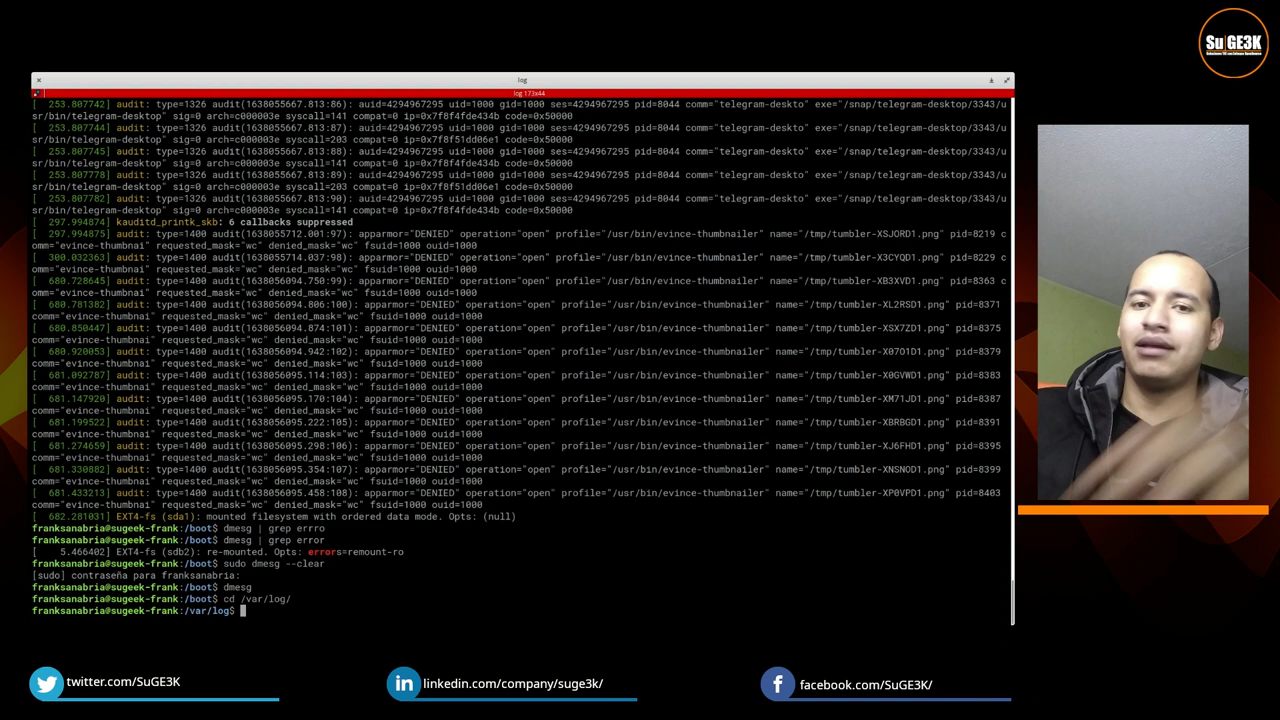 Su GE3K
log
log 173x44
[  253.807742] audit: type=1326 audit(1638055667.813:86): auid=4294967295 uid=1000 gid=1000 ses=4294967295 pid=8044 comm="telegram-deskto" exe="/snap/telegram-desktop/3343/u
sr/bin/telegram-desktop" sig=0 arch=c000003e syscall=141 compat=0 ip=0x7f8f4fde434b code=0x50000
[  253.807744] audit: type=1326 audit(1638055667.813:87): auid=4294967295 uid=1000 gid=1000 ses=4294967295 pid=8044 comm="telegram-deskto" exe="/snap/telegram-desktop/3343/u
sr/bin/telegram-desktop" sig=0 arch=c000003e syscall=203 compat=0 ip=0x7f8f51dd06e1 code=0x50000
[  253.807745] audit: type=1326 audit(1638055667.813:88): auid=4294967295 uid=1000 gid=1000 ses=4294967295 pid=8044 comm="telegram-deskto" exe="/snap/telegram-desktop/3343/u
sr/bin/telegram-desktop" sig=0 arch=c000003e syscall=141 compat=0 ip=0x7f8f4fde434b code=0x50000
[  253.807778] audit: type=1326 audit(1638055667.813:89): auid=4294967295 uid=1000 gid=1000 ses=4294967295 pid=8044 comm="telegram-deskto" exe="/snap/telegram-desktop/3343/u
sr/bin/telegram-desktop" sig=0 arch=c000003e syscall=203 compat=0 ip=0x7f8f51dd06e1 code=0x50000
[  253.807782] audit: type=1326 audit(1638055667.813:90): auid=4294967295 uid=1000 gid=1000 ses=4294967295 pid=8044 comm="telegram-deskto" exe="/snap/telegram-desktop/3343/u
sr/bin/telegram-desktop" sig=0 arch=c000003e syscall=141 compat=0 ip=0x7f8f4fde434b code=0x50000
[  297.994874] kauditd_printk_skb: 6 callbacks suppressed
[  297.994875] audit: type=1400 audit(1638055712.001:97): apparmor="DENIED" operation="open" profile="/usr/bin/evince-thumbnailer" name="/tmp/tumbler-XSJORD1.png" pid=8219 c
omm="evince-thumbnai" requested_mask="wc" denied_mask="wc" fsuid=1000 ouid=1000
[  300.032363] audit: type=1400 audit(1638055714.037:98): apparmor="DENIED" operation="open" profile="/usr/bin/evince-thumbnailer" name="/tmp/tumbler-X3CYQD1.png" pid=8229 c
omm="evince-thumbnai" requested_mask="wc" denied_mask="wc" fsuid=1000 ouid=1000
[  680.728645] audit: type=1400 audit(1638056094.750:99): apparmor="DENIED" operation="open" profile="/usr/bin/evince-thumbnailer" name="/tmp/tumbler-XB3XVD1.png" pid=8363 c
omm="evince-thumbnai" requested_mask="wc" denied_mask="wc" fsuid=1000 ouid=1000
[  680.781382] audit: type=1400 audit(1638056094.806:100): apparmor="DENIED" operation="open" profile="/usr/bin/evince-thumbnailer" name="/tmp/tumbler-XL2RSD1.png" pid=8371
comm="evince-thumbnai" requested_mask="wc" denied_mask="wc" fsuid=1000 ouid=1000
[  680.850447] audit: type=1400 audit(1638056094.874:101): apparmor="DENIED" operation="open" profile="/usr/bin/evince-thumbnailer" name="/tmp/tumbler-XSX7ZD1.png" pid=8375
comm="evince-thumbnai" requested_mask="wc" denied_mask="wc" fsuid=1000 ouid=1000
[  680.920053] audit: type=1400 audit(1638056094.942:102): apparmor="DENIED" operation="open" profile="/usr/bin/evince-thumbnailer" name="/tmp/tumbler-X07O1D1.png" pid=8379
comm="evince-thumbnai" requested_mask="wc" denied_mask="wc" fsuid=1000 ouid=1000
[  681.092787] audit: type=1400 audit(1638056095.114:103): apparmor="DENIED" operation="open" profile="/usr/bin/evince-thumbnailer" name="/tmp/tumbler-X0GVWD1.png" pid=8383
comm="evince-thumbnai" requested_mask="wc" denied_mask="wc" fsuid=1000 ouid=1000
[  681.147920] audit: type=1400 audit(1638056095.170:104): apparmor="DENIED" operation="open" profile="/usr/bin/evince-thumbnailer" name="/tmp/tumbler-XM71JD1.png" pid=8387
comm="evince-thumbnai" requested_mask="wc" denied_mask="wc" fsuid=1000 ouid=1000
[  681.199522] audit: type=1400 audit(1638056095.222:105): apparmor="DENIED" operation="open" profile="/usr/bin/evince-thumbnailer" name="/tmp/tumbler-XBRBGD1.png" pid=8391
comm="evince-thumbnai" requested_mask="wc" denied_mask="wc" fsuid=1000 ouid=1000
[  681.274659] audit: type=1400 audit(1638056095.298:106): apparmor="DENIED" operation="open" profile="/usr/bin/evince-thumbnailer" name="/tmp/tumbler-XJ6FHD1.png" pid=8395
comm="evince-thumbnai" requested_mask="wc" denied_mask="wc" fsuid=1000 ouid=1000
[  681.330882] audit: type=1400 audit(1638056095.354:107): apparmor="DENIED" operation="open" profile="/usr/bin/evince-thumbnailer" name="/tmp/tumbler-XNSNOD1.png" pid=8399
comm="evince-thumbnai" requested_mask="wc" denied_mask="wc" fsuid=1000 ouid=1000
[  681.433213] audit: type=1400 audit(1638056095.458:108): apparmor="DENIED" operation="open" profile="/usr/bin/evince-thumbnailer" name="/tmp/tumbler-XP0VPD1.png" pid=8403
comm="evince-thumbnai" requested_mask="wc" denied_mask="wc" fsuid=1000 ouid=1000
[  682.281031] EXT4-fs (sda1): mounted filesystem with ordered data mode. Opts: (null)
franksanabria@sugeek-frank:/boot$ dmesg | grep errro
franksanabria@sugeek-frank:/boot$ dmesg | grep error
[    5.466402] EXT4-fs (sdb2): re-mounted. Opts: errors=remount-ro
franksanabria@sugeek-frank:/boot$ sudo dmesg --clear
[sudo] contraseña para franksanabria:
franksanabria@sugeek-frank:/boot$ dmesg
franksanabria@sugeek-frank:/boot$ cd /var/log/
franksanabria@sugeek-frank:/var/log$
twitter.com/SuGE3K
in linkedin.com/company/suge3k/
f facebook.com/SuGE3K/